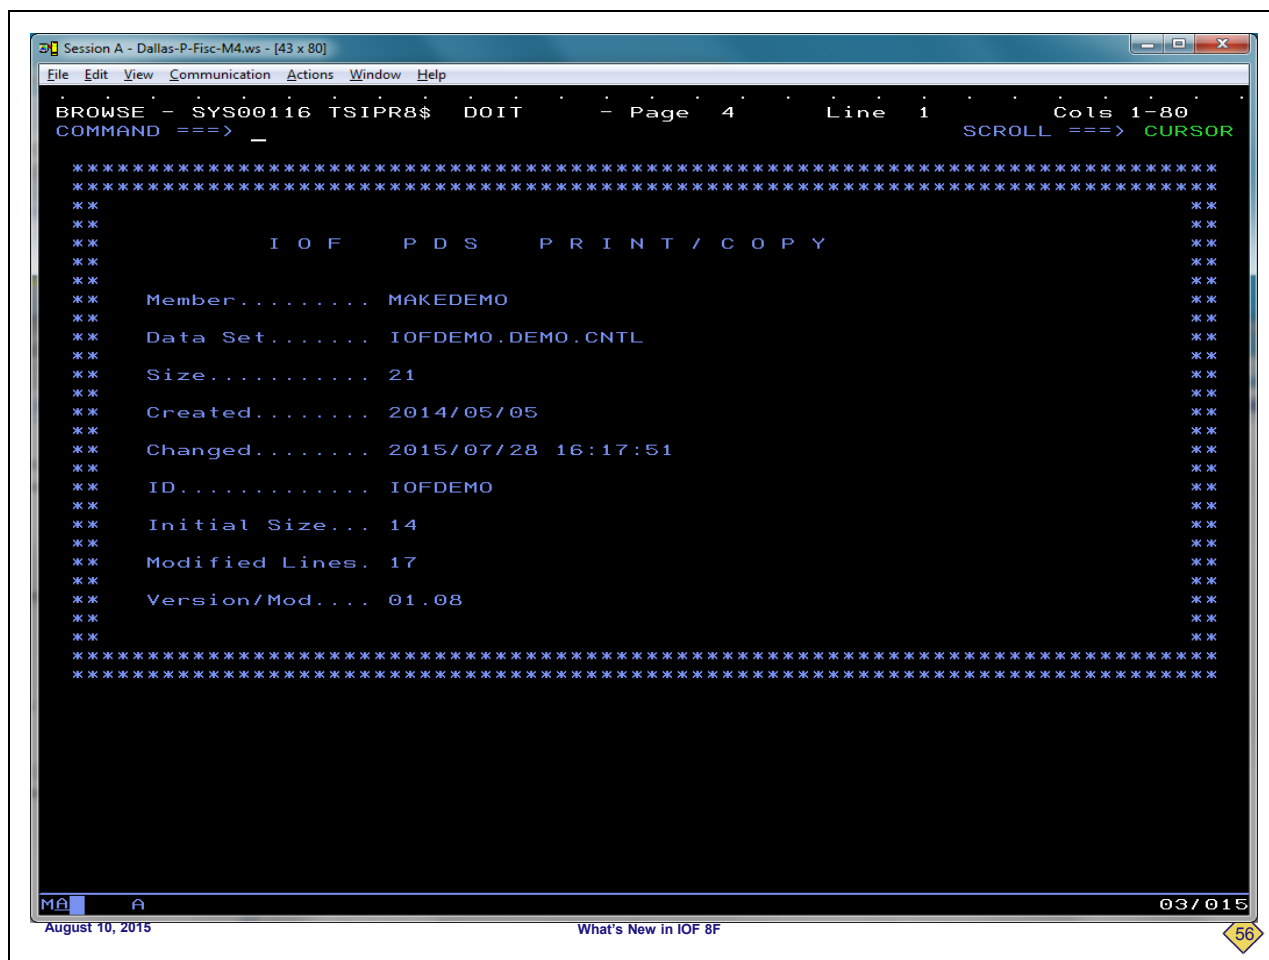 Session A - Dallas-P-Fisc-M4.ws - [43 x 80]
File Edit View Communication Actions Window Help
. . . . . . . . . . . . . . . . . . . . . . . . . . .
BROWSE - SYS00116 TSIPR8$ DOIT - Page 4 Line 1 Cols 1-80
COMMAND ===> _ SCROLL ===> CURSOR
*****************************************************************************
*****************************************************************************
** **
** **
** I O F P D S P R I N T / C O P Y **
** **
** **
** Member......... MAKEDEMO **
** **
** Data Set....... IOFDEMO.DEMO.CNTL **
** **
** Size........... 21 **
** **
** Created........ 2014/05/05 **
** **
** Changed........ 2015/07/28 16:17:51 **
** **
** ID............. IOFDEMO **
** **
** Initial Size... 14 **
** **
** Modified Lines. 17 **
** **
** Version/Mod.... 01.08 **
** **
** **
*****************************************************************************
*****************************************************************************
MA A 03/015
August 10, 2015 What's New in IOF 8F 56